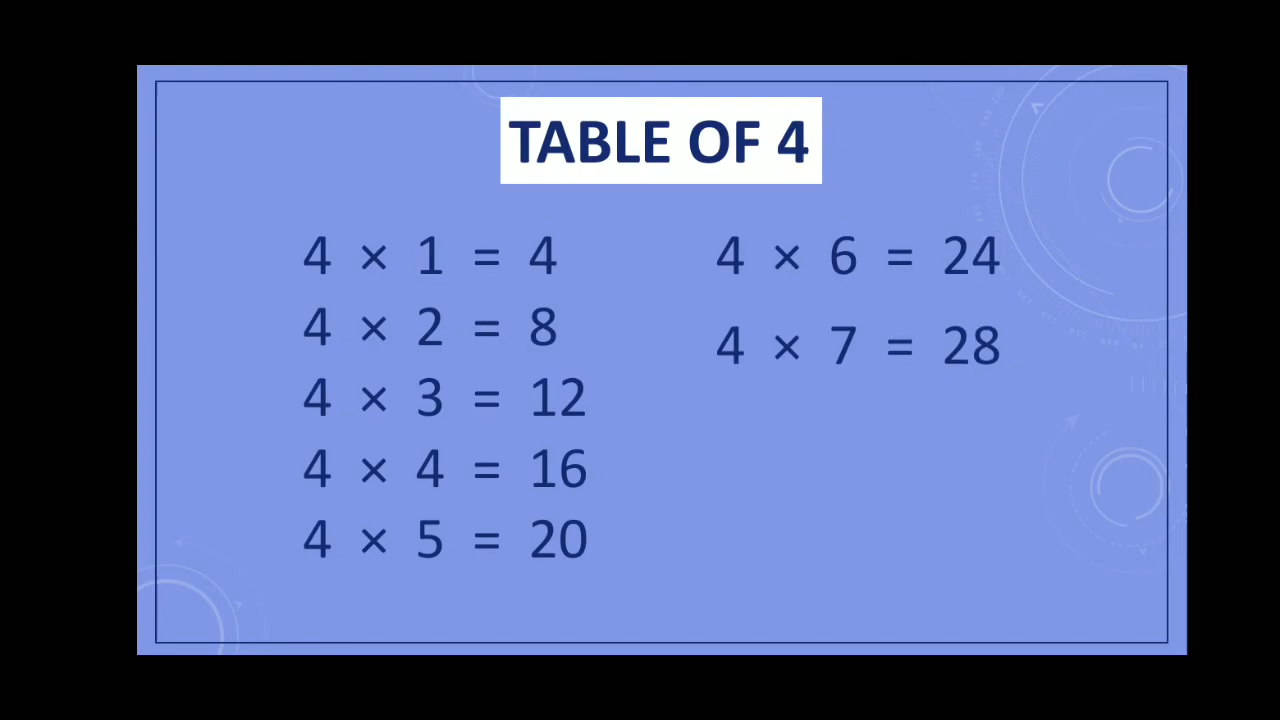 TABLE OF 4
4 × 1 = 4
4 × 2 = 8
4 × 3 = 12
4 × 4 = 16
4 × 5 = 20
4 × 6 = 24
4 × 7 = 28